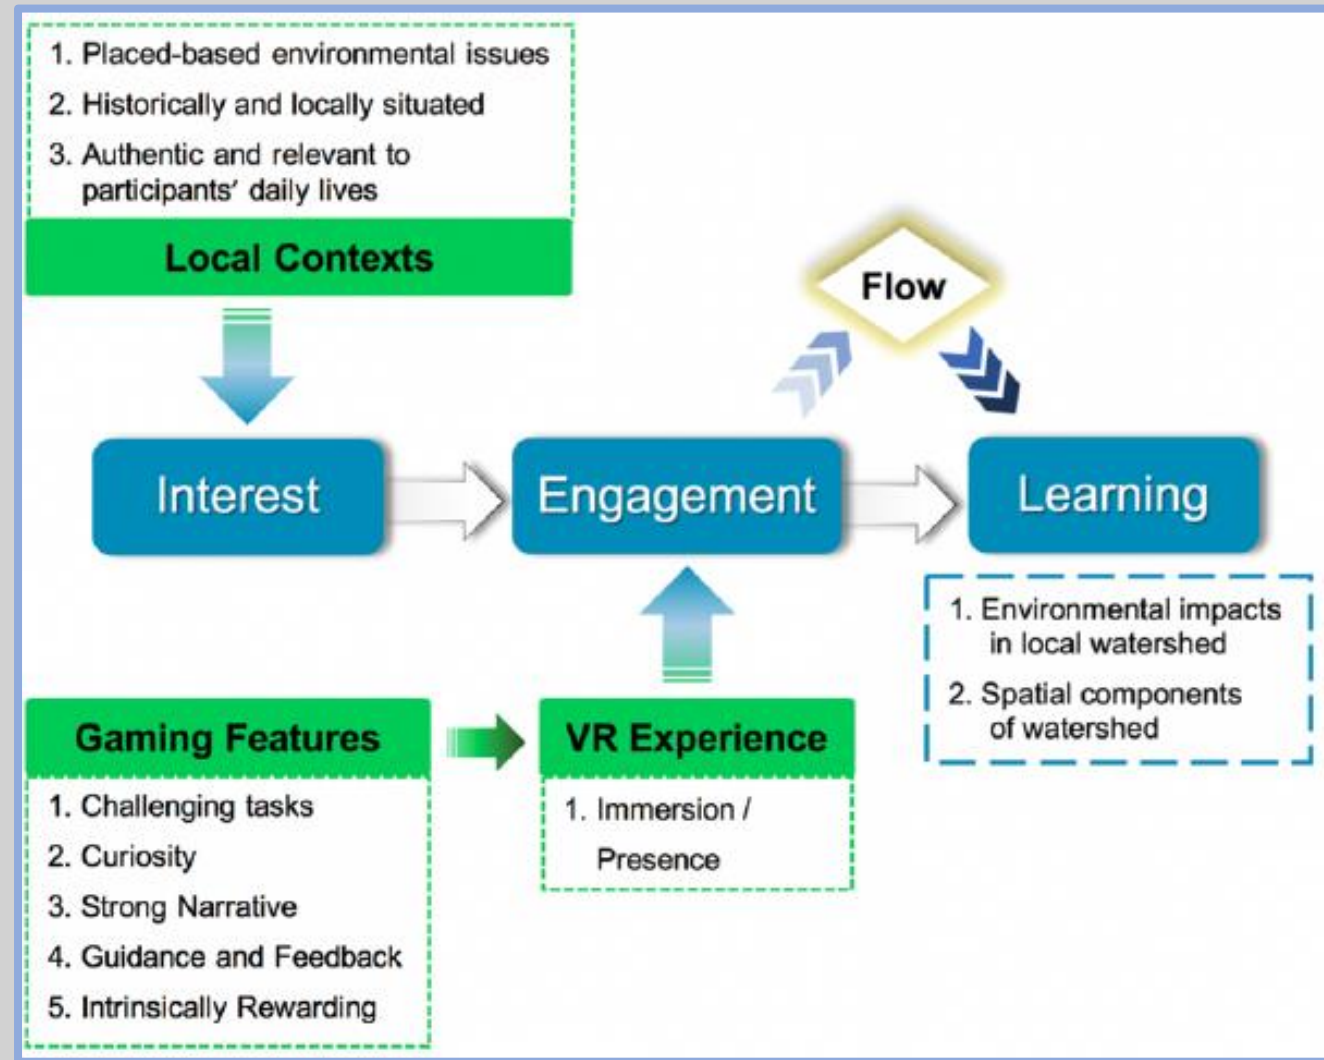 1. Placed-based environmental issues
2. Historically and locally situated
3. Authentic and relevant to
participants' daily lives
Local Contexts
Flow
Interest
Engagement
Learning
1. Environmental impacts
in local watershed
2. Spatial components
of watershed
Gaming Features
1. Challenging tasks
2. Curiosity
3. Strong Narrative
4. Guidance and Feedback
5. Intrinsically Rewarding
VR Experience
1. Immersion /
Presence